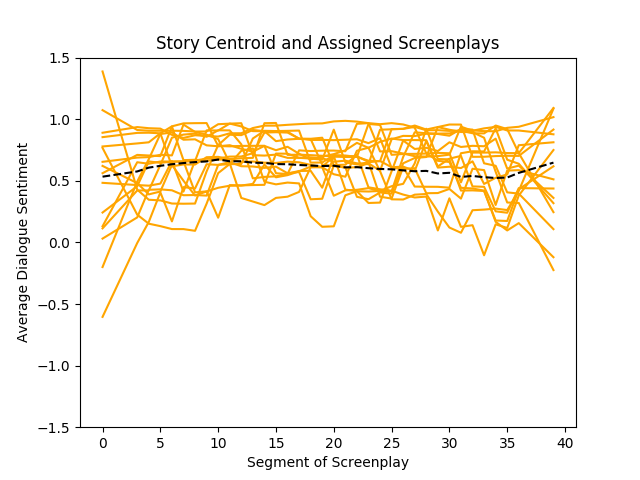 Story Centroid and Assigned Screenplays
1.5
1.0
0.5
0.0
−0.5
−1.0
−1.5
Average Dialogue Sentiment
0 5 10 15 20 25 30 35 40
Segment of Screenplay